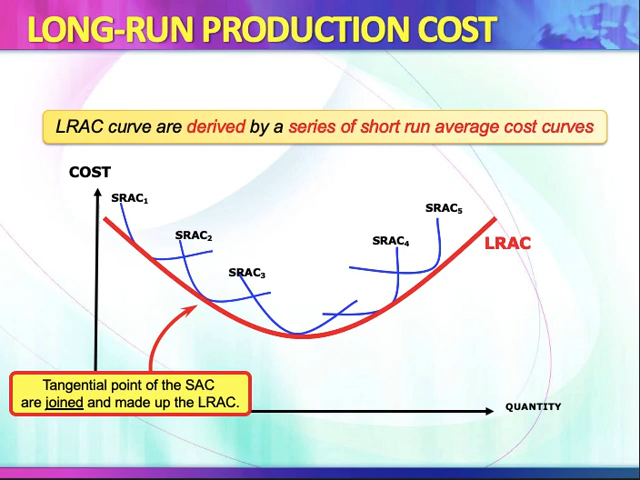 LONG-RUN PRODUCTION COST
LRAC curve are derived by a series of short run average cost curves
COST
SRAC₁
SRAC₂
SRAC₃
SRAC₄
SRAC₅
LRAC
Tangential point of the SAC
are joined and made up the LRAC.
QUANTITY